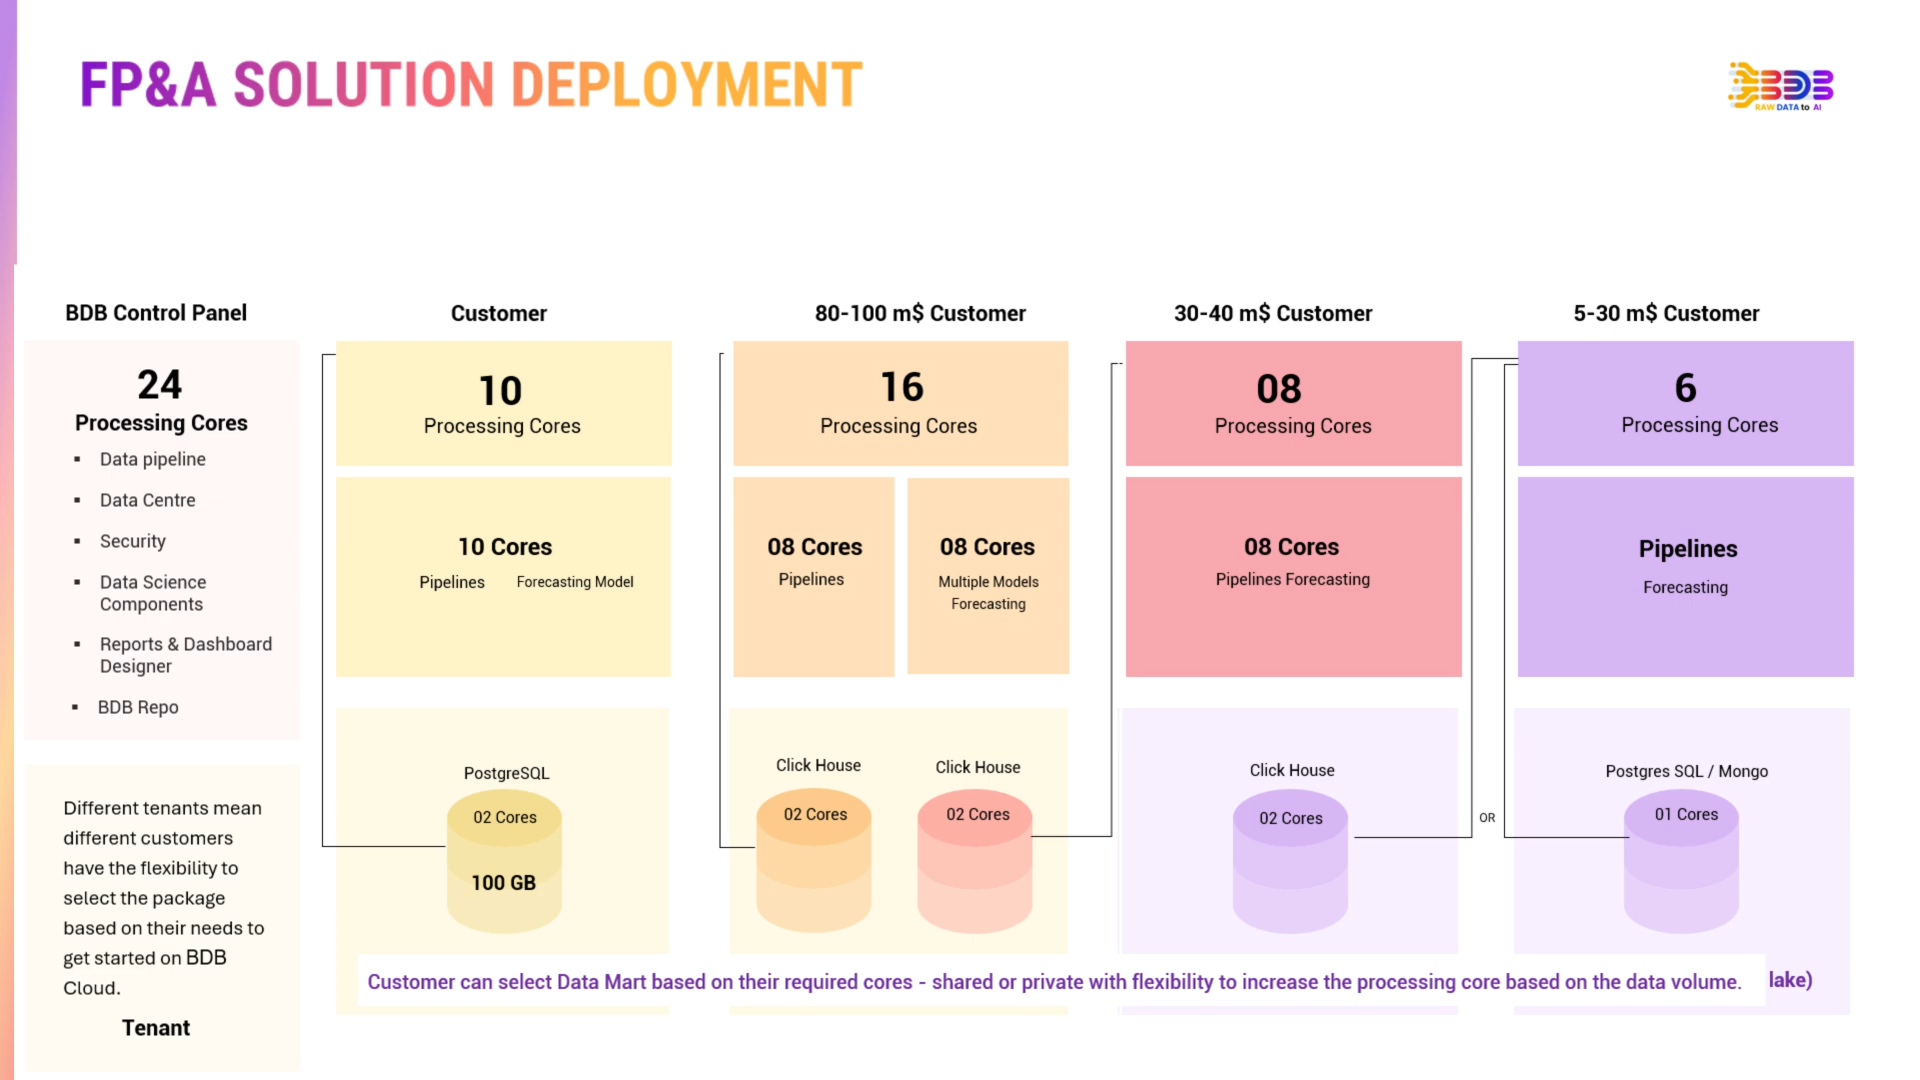 FP&A SOLUTION DEPLOYMENT
BDB
RAW DATA to AI
BDB Control Panel
24
Processing Cores
▪ Data pipeline
▪ Data Centre
▪ Security
▪ Data Science
Components
▪ Reports & Dashboard
Designer
▪ BDB Repo
Different tenants mean
different customers
have the flexibility to
select the package
based on their needs to
get started on BDB
Cloud.
Tenant
Customer
10
Processing Cores
10 Cores
Pipelines Forecasting Model
PostgreSQL
02 Cores
100 GB
80-100 m$ Customer
16
Processing Cores
08 Cores
Pipelines
08 Cores
Multiple Models
Forecasting
Click House
02 Cores
Click House
02 Cores
30-40 m$ Customer
08
Processing Cores
08 Cores
Pipelines Forecasting
Click House
02 Cores
OR
5-30 m$ Customer
6
Processing Cores
Pipelines
Forecasting
Postgres SQL / Mongo
01 Cores
Customer can select Data Mart based on their required cores - shared or private with flexibility to increase the processing core based on the data volume. lake)